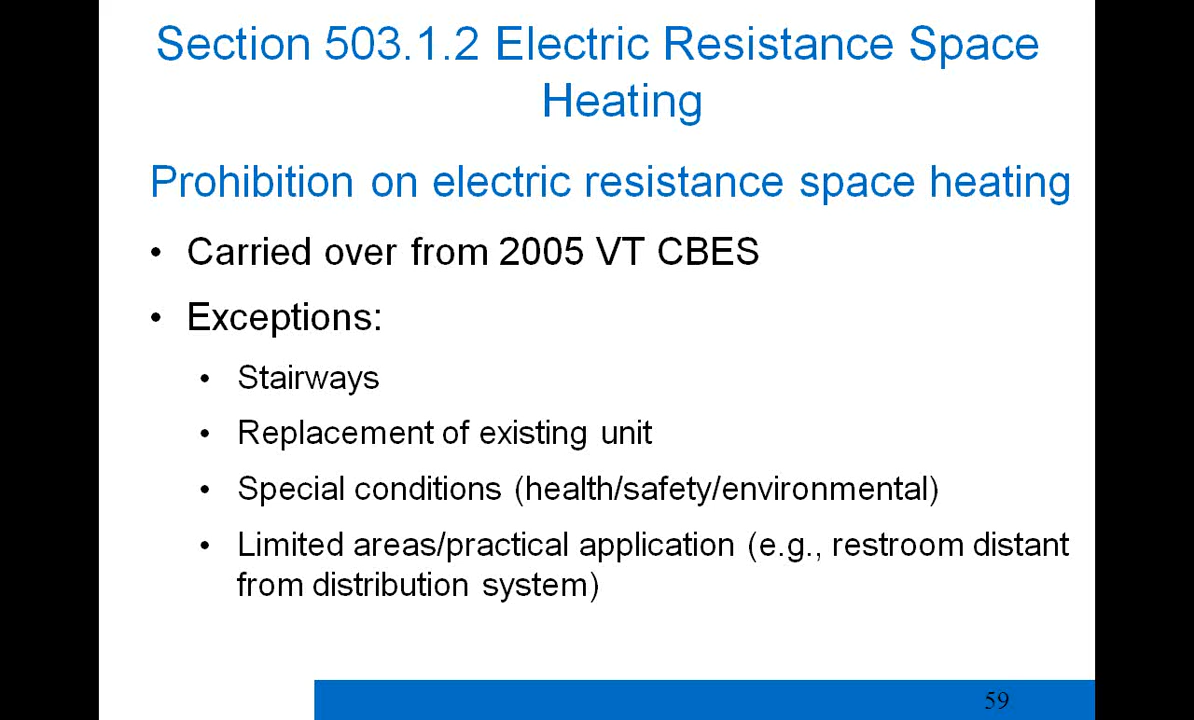 Section 503.1.2 Electric Resistance Space
Heating
Prohibition on electric resistance space heating
• Carried over from 2005 VT CBES
• Exceptions:
• Stairways
• Replacement of existing unit
• Special conditions (health/safety/environmental)
• Limited areas/practical application (e.g., restroom distant
from distribution system)
59